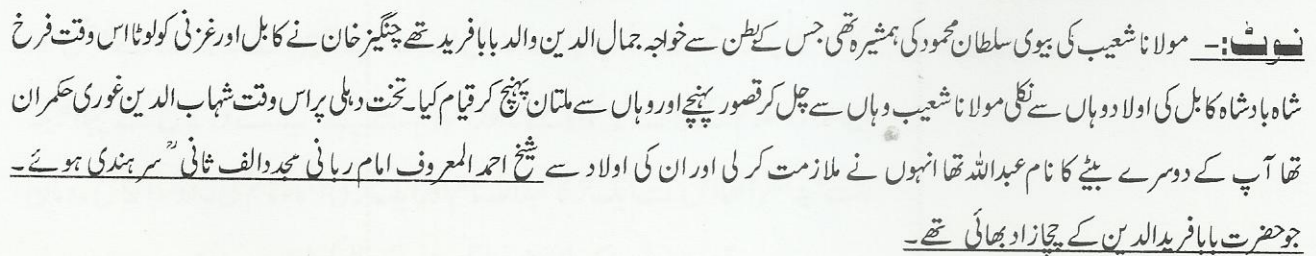 نوٹ:- مولانا شعیب کی بیوی سلطان محمود کی ہمشیرہ تھی جس کے بطن سے خواجہ جمال الدین والد بابا فرید تھے چنگیز خان نے کابل اور غزنی کو لوٹا اس وقت فرخ
شاہ بادشاہ کابل کی اولاد وہاں سے نکلی مولانا شعیب وہاں سے چل کر قصور پہنچے اور وہاں سے ملتان پہنچ کر قیام کیا۔ تخت دہلی پر اس وقت شہاب الدین غوری حکمران
تھا آپ کے دوسرے بیٹے کا نام عبداللہ تھا انہوں نے ملازمت کر لی اور ان کی اولاد سے شیخ احمد المعروف امام ربانی مجدد الف ثانیؒ سرہندی ہوئے۔
جو حضرت بابا فرید الدین کے چچازاد بھائی تھے۔